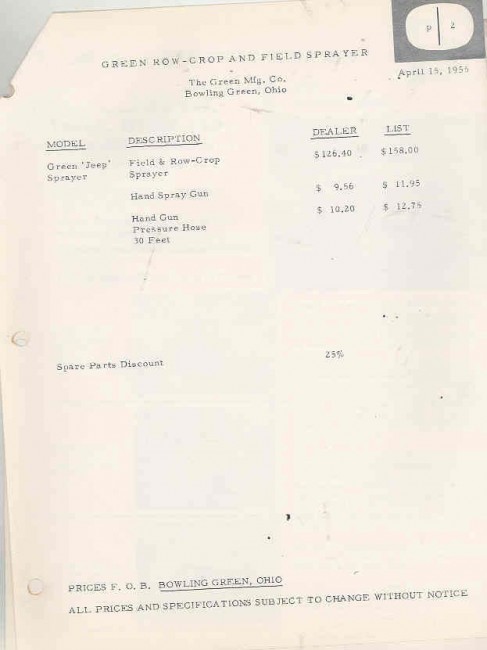 p 2
GREEN ROW-CROP AND FIELD SPRAYER
April 15, 1956
The Green Mfg. Co.
Bowling Green, Ohio
MODEL DESCRIPTION DEALER LIST
Green 'Jeep' Field & Row-Crop $126.40 $158.00
Sprayer Sprayer
Hand Spray Gun $ 9.56 $ 11.95
Hand Gun $ 10.20 $ 12.75
Pressure Hose
30 Feet
Spare Parts Discount 25%
PRICES F. O. B. BOWLING GREEN, OHIO
ALL PRICES AND SPECIFICATIONS SUBJECT TO CHANGE WITHOUT NOTICE